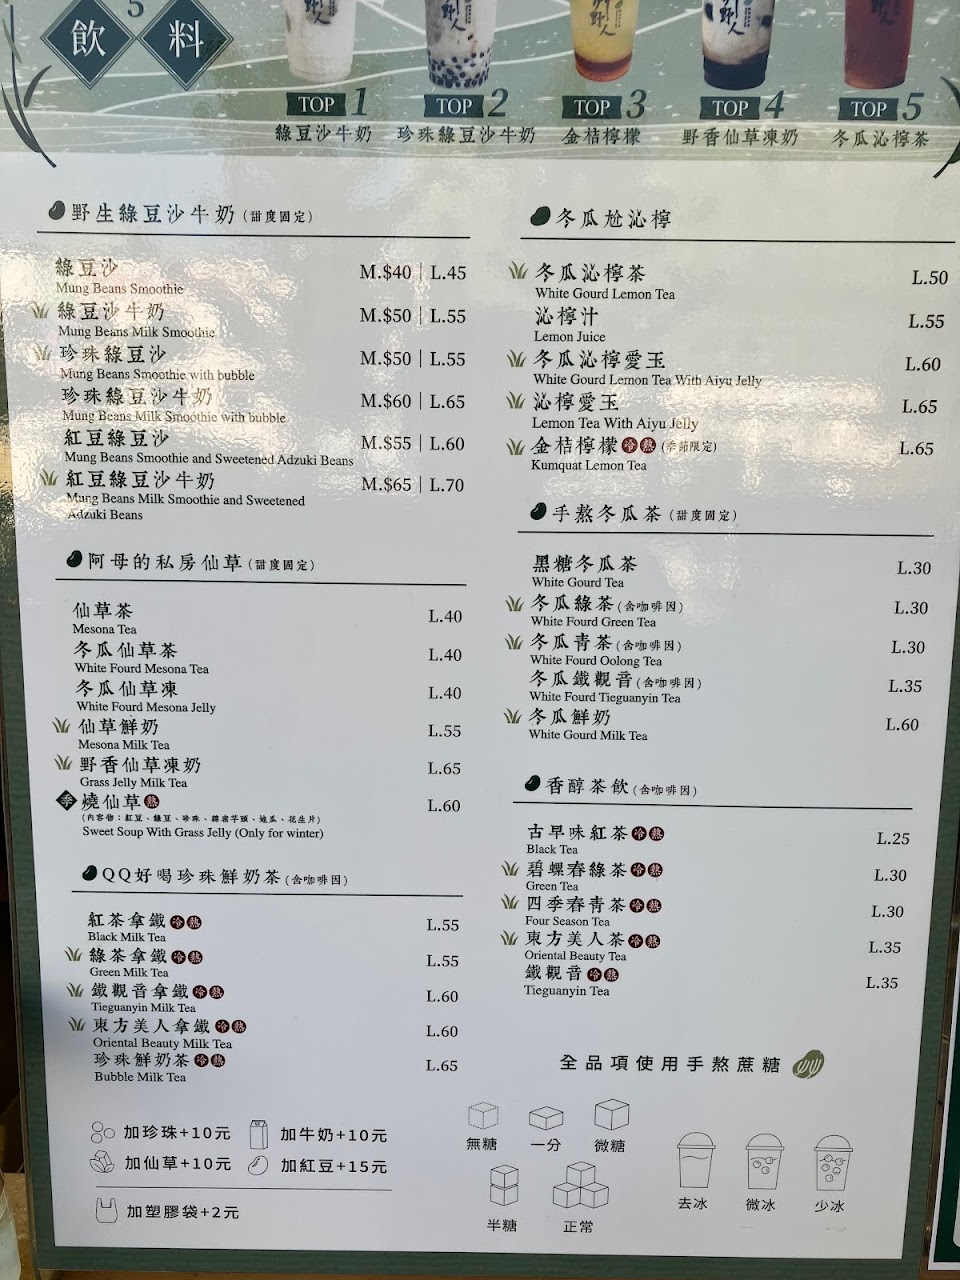 飲料
5
TOP 1
綠豆沙牛奶
TOP 2
珍珠綠豆沙牛奶
TOP 3
金桔檸檬
TOP 4
野香仙草凍奶
TOP 5
冬瓜沁檸茶
野生綠豆沙牛奶(甜度固定)
綠豆沙 M.$40 | L.45
Mung Beans Smoothie
綠豆沙牛奶 M.$50 | L.55
Mung Beans Milk Smoothie
珍珠綠豆沙 M.$50 | L.55
Mung Beans Smoothie with bubble
珍珠綠豆沙牛奶 M.$60 | L.65
Mung Beans Milk Smoothie with bubble
紅豆綠豆沙 M.$55 | L.60
Mung Beans Smoothie and Sweetened Adzuki Beans
紅豆綠豆沙牛奶 M.$65 | L.70
Mung Beans Milk Smoothie and Sweetened
Adzuki Beans
阿母的私房仙草(甜度固定)
仙草茶 L.40
Mesona Tea
冬瓜仙草茶 L.40
White Fourd Mesona Tea
冬瓜仙草凍 L.40
White Fourd Mesona Jelly
仙草鮮奶 L.55
Mesona Milk Tea
野香仙草凍奶 L.65
Grass Jelly Milk Tea
季 燒仙草 熱 L.60
(內容物：紅豆、綠豆、珍珠、綿密芋頭、地瓜、花生片)
Sweet Soup With Grass Jelly (Only for winter)
QQ好喝珍珠鮮奶茶(含咖啡因)
紅茶拿鐵 冷 熱 L.55
Black Milk Tea
綠茶拿鐵 冷 熱 L.55
Green Milk Tea
鐵觀音拿鐵 冷 熱 L.60
Tieguanyin Milk Tea
東方美人拿鐵 冷 熱 L.60
Oriental Beauty Milk Tea
珍珠鮮奶茶 冷 熱 L.65
Bubble Milk Tea
加珍珠+10元 加牛奶+10元
加仙草+10元 加紅豆+15元
加塑膠袋+2元
冬瓜尬沁檸
冬瓜沁檸茶 L.50
White Gourd Lemon Tea
沁檸汁 L.55
Lemon Juice
冬瓜沁檸愛玉 L.60
White Gourd Lemon Tea With Aiyu Jelly
沁檸愛玉 L.65
Lemon Tea With Aiyu Jelly
金桔檸檬 冷 熱 (季節限定) L.65
Kumquat Lemon Tea
手熬冬瓜茶(甜度固定)
黑糖冬瓜茶 L.30
White Gourd Tea
冬瓜綠茶(含咖啡因) L.30
White Fourd Green Tea
冬瓜青茶(含咖啡因) L.30
White Fourd Oolong Tea
冬瓜鐵觀音(含咖啡因) L.35
White Fourd Tieguanyin Tea
冬瓜鮮奶 L.60
White Gourd Milk Tea
香醇茶飲(含咖啡因)
古早味紅茶 冷 熱 L.25
Black Tea
碧螺春綠茶 冷 熱 L.30
Green Tea
四季春青茶 冷 熱 L.30
Four Season Tea
東方美人茶 冷 熱 L.35
Oriental Beauty Tea
鐵觀音 冷 熱 L.35
Tieguanyin Tea
全品項使用手熬蔗糖
無糖 一分 微糖
半糖 正常
去冰 微冰 少冰